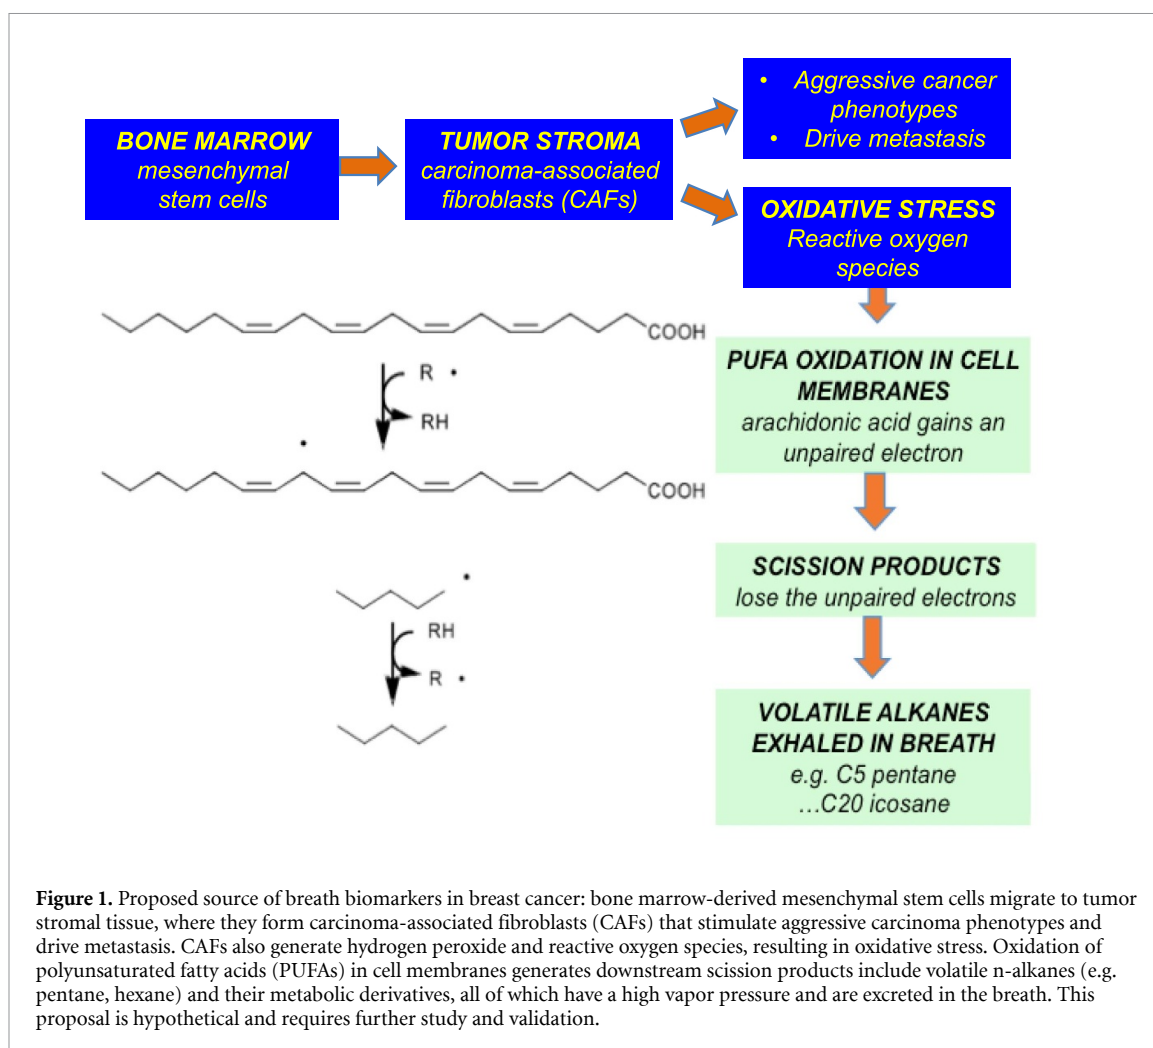 BONE MARROW
mesenchymal
stem cells
TUMOR STROMA
carcinoma-associated
fibroblasts (CAFs)
• Aggressive cancer
phenotypes
• Drive metastasis
OXIDATIVE STRESS
Reactive oxygen
species
COOH
R •
RH
•
COOH
PUFA OXIDATION IN CELL
MEMBRANES
arachidonic acid gains an
unpaired electron
SCISSION PRODUCTS
lose the unpaired electrons
•
RH
R •
VOLATILE ALKANES
EXHALED IN BREATH
e.g. C5 pentane
…C20 icosane
Figure 1. Proposed source of breath biomarkers in breast cancer: bone marrow-derived mesenchymal stem cells migrate to tumor
stromal tissue, where they form carcinoma-associated fibroblasts (CAFs) that stimulate aggressive carcinoma phenotypes and
drive metastasis. CAFs also generate hydrogen peroxide and reactive oxygen species, resulting in oxidative stress. Oxidation of
polyunsaturated fatty acids (PUFAs) in cell membranes generates downstream scission products include volatile n-alkanes (e.g.
pentane, hexane) and their metabolic derivatives, all of which have a high vapor pressure and are excreted in the breath. This
proposal is hypothetical and requires further study and validation.